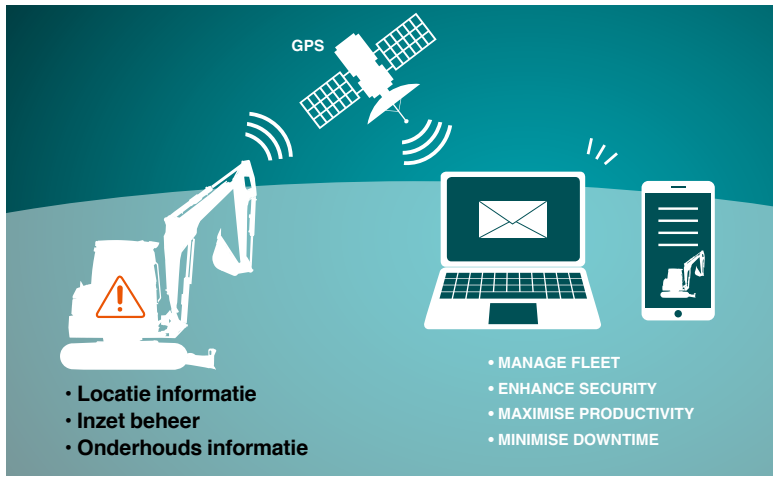 GPS
• Locatie informatie
• Inzet beheer
• Onderhouds informatie
• MANAGE FLEET
• ENHANCE SECURITY
• MAXIMISE PRODUCTIVITY
• MINIMISE DOWNTIME